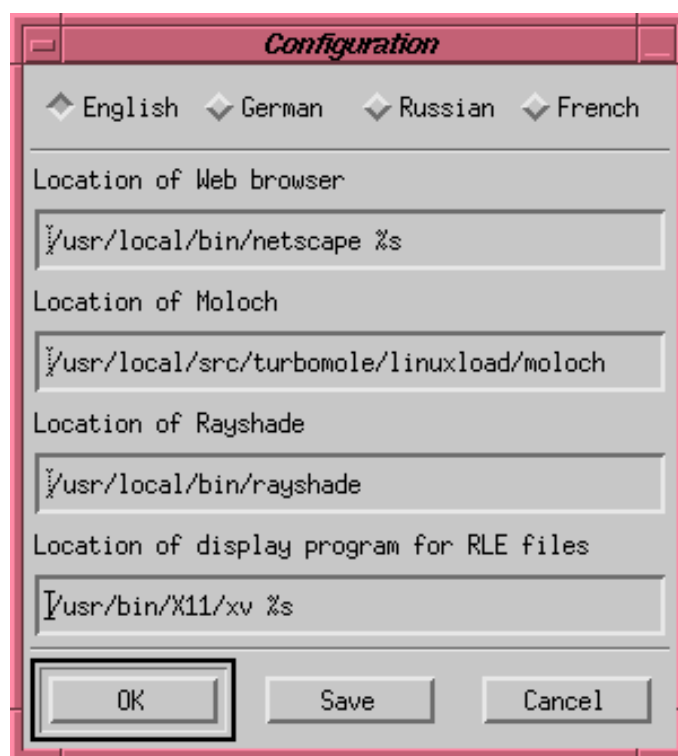 Configuration
English German Russian French
Location of Web browser
/usr/local/bin/netscape %s
Location of Moloch
/usr/local/src/turbomole/linuxload/moloch
Location of Rayshade
/usr/local/bin/rayshade
Location of display program for RLE files
/usr/bin/X11/xv %s
OK Save Cancel